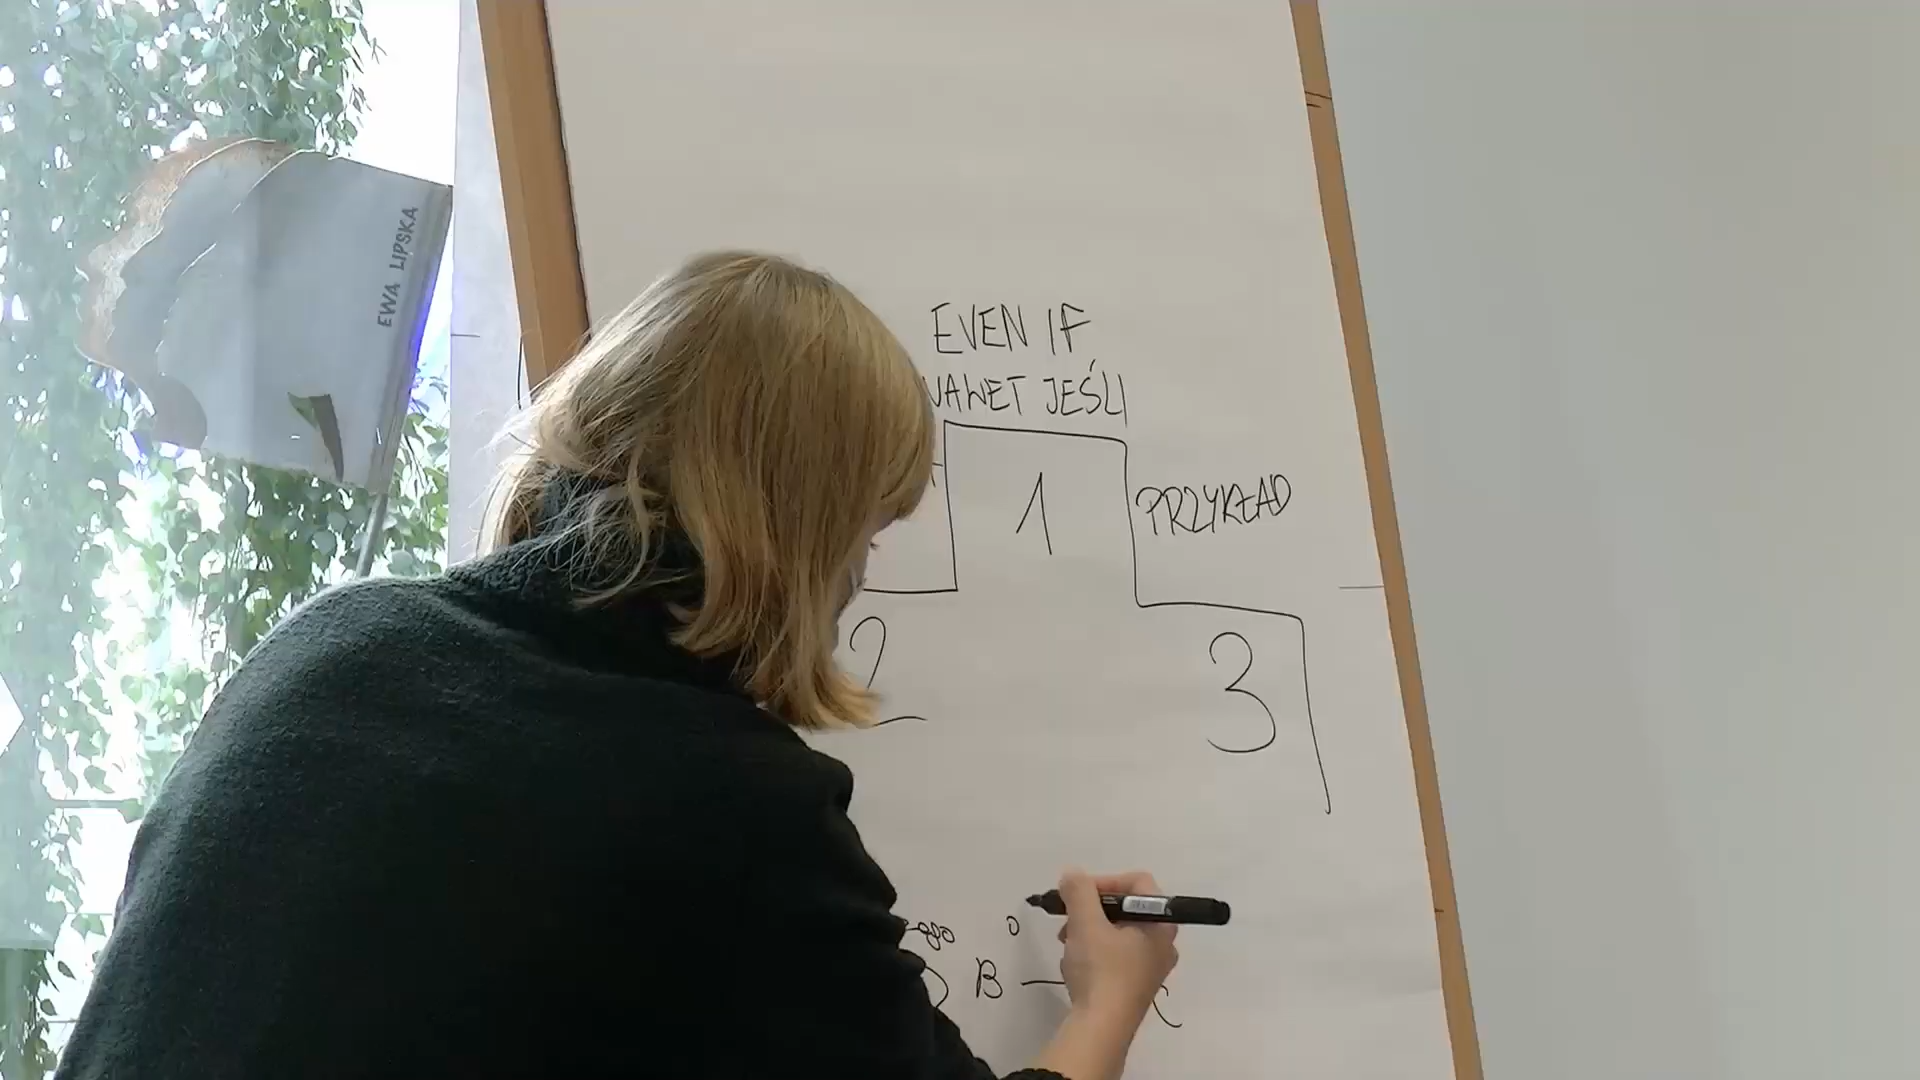 EWA LIPSKA
EVEN IF
NAWET JEŚLI
1
PRZYKŁAD
2
3
B